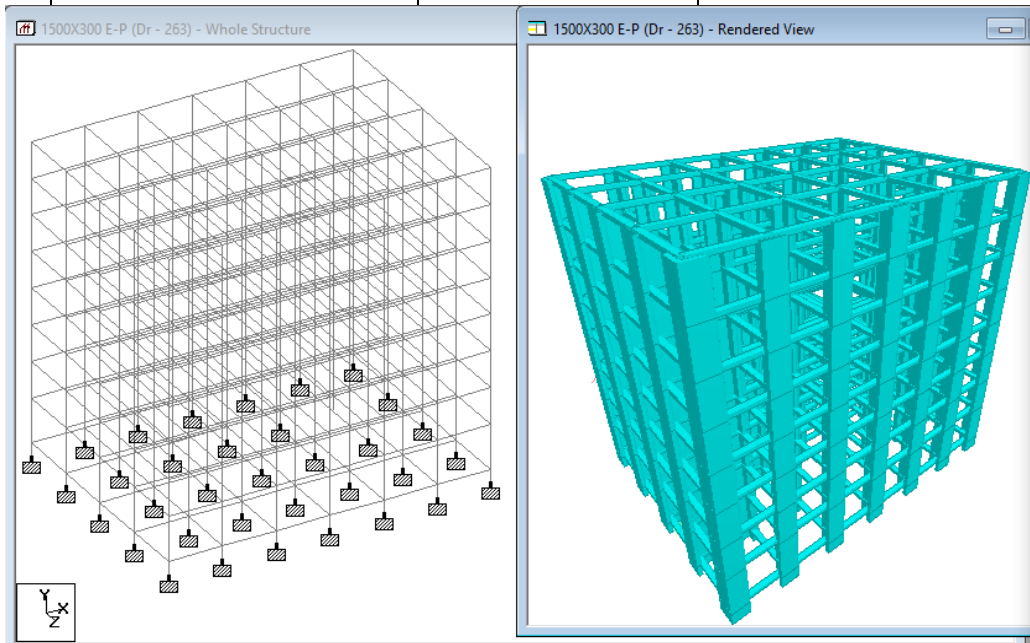 1500X300 E-P (Dr - 263) - Whole Structure
1500X300 E-P (Dr - 263) - Rendered View
Y
X
Z